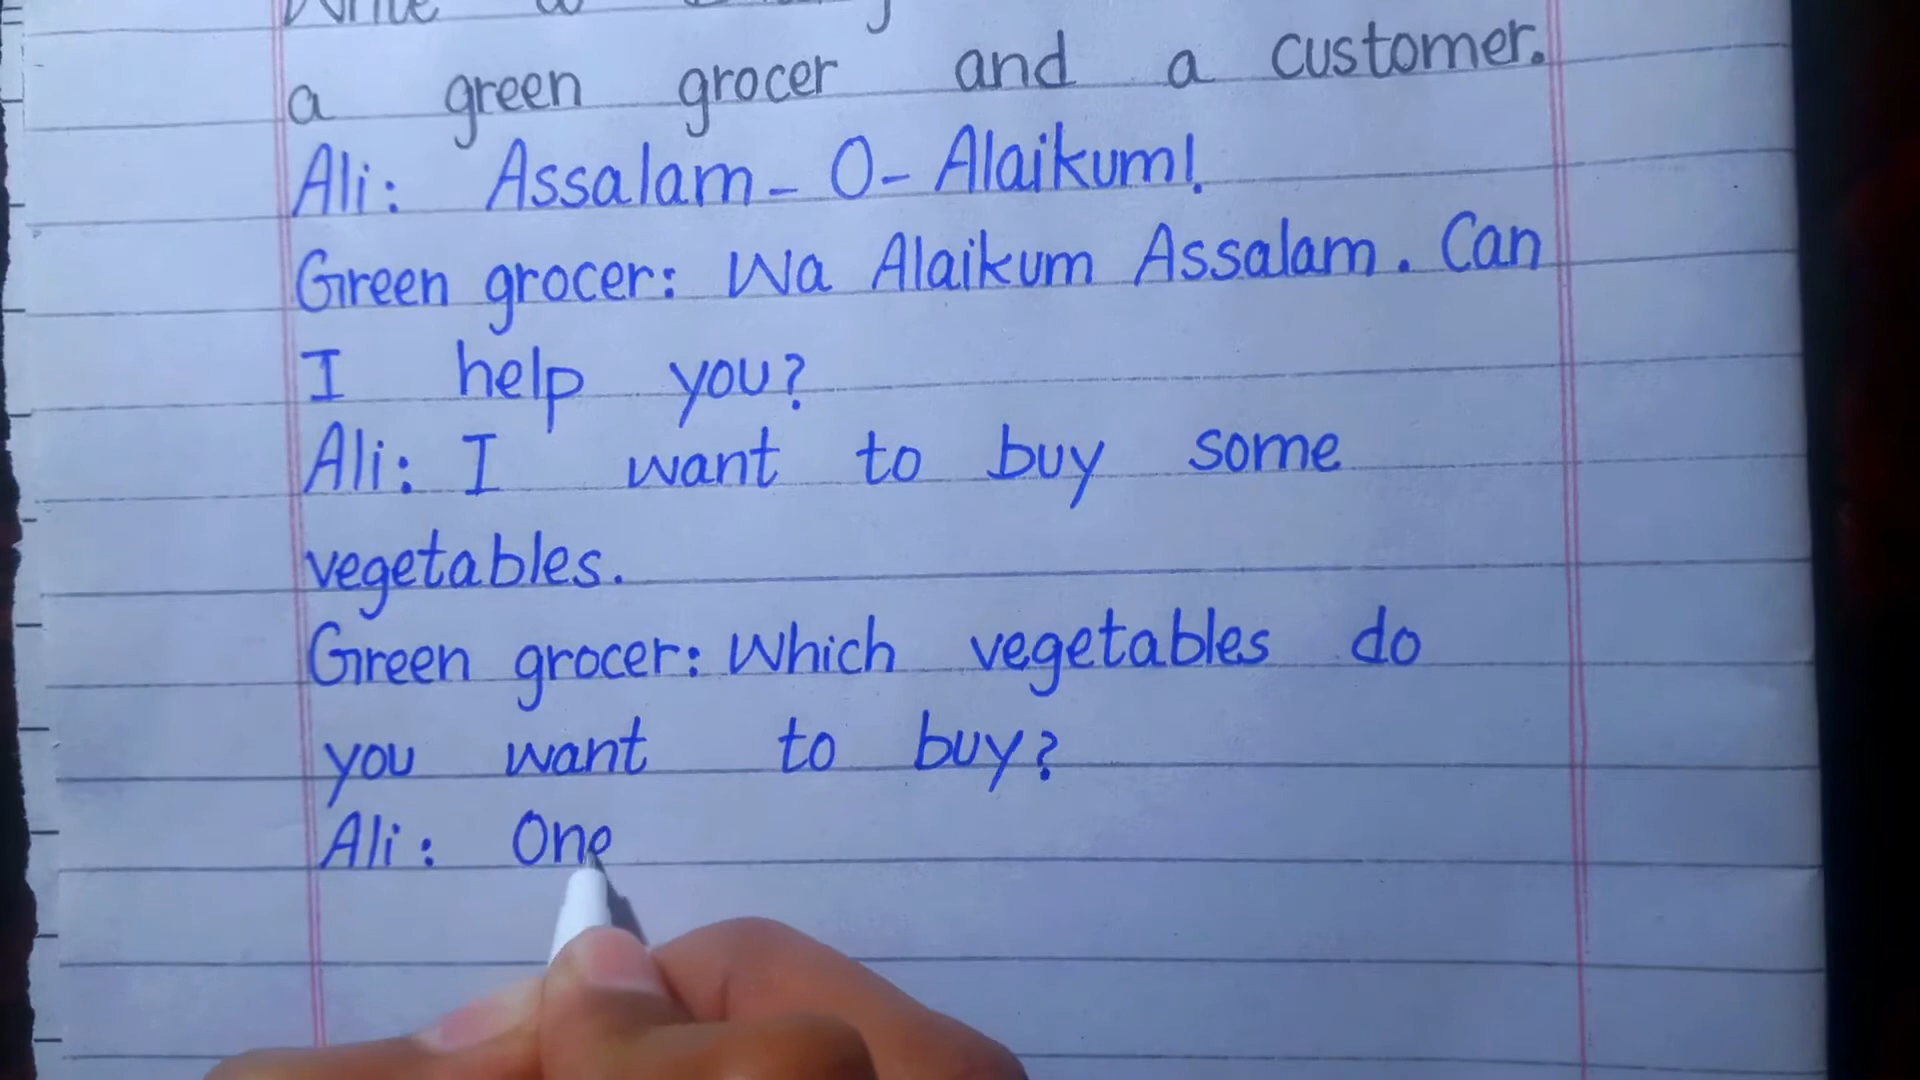 Write a
a green grocer and a customer.
Ali: Assalam-O-Alaikum!
Green grocer: Wa Alaikum Assalam. Can
I help you?
Ali: I want to buy some
vegetables.
Green grocer: Which vegetables do
you want to buy?
Ali: One